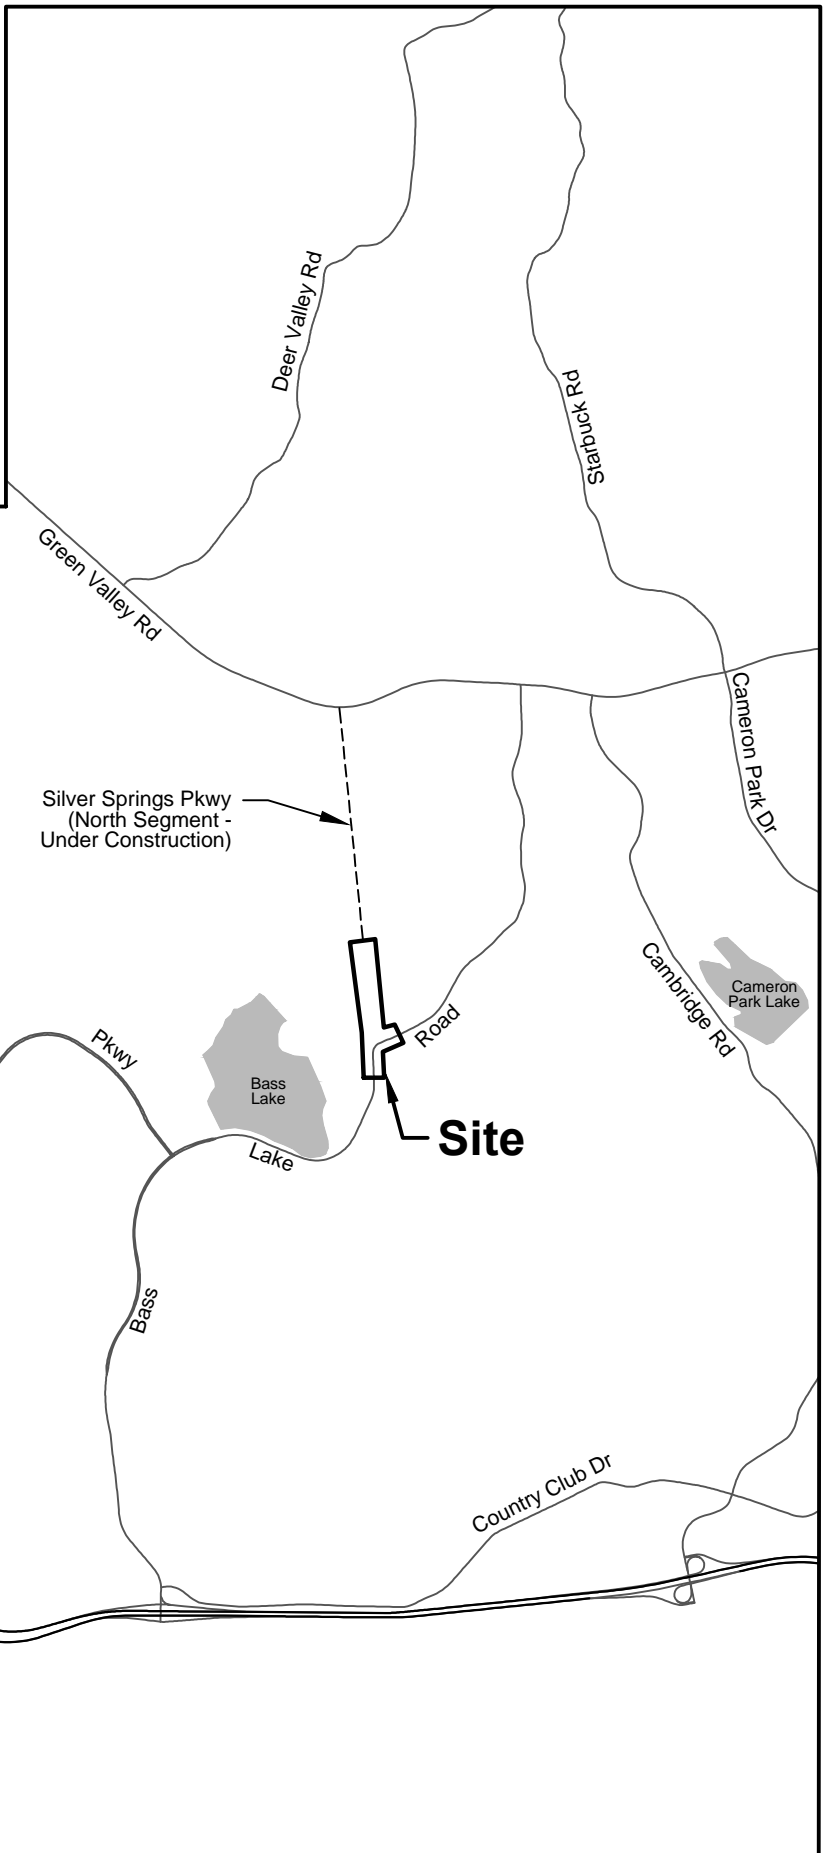 Deer Valley Rd
Starbuck Rd
Green Valley Rd
Cameron Park Dr
Silver Springs Pkwy
(North Segment -
Under Construction)
Cambridge Rd
Cameron
Park Lake
Road
Pkwy
Bass
Lake
Site
Lake
Bass
Country Club Dr